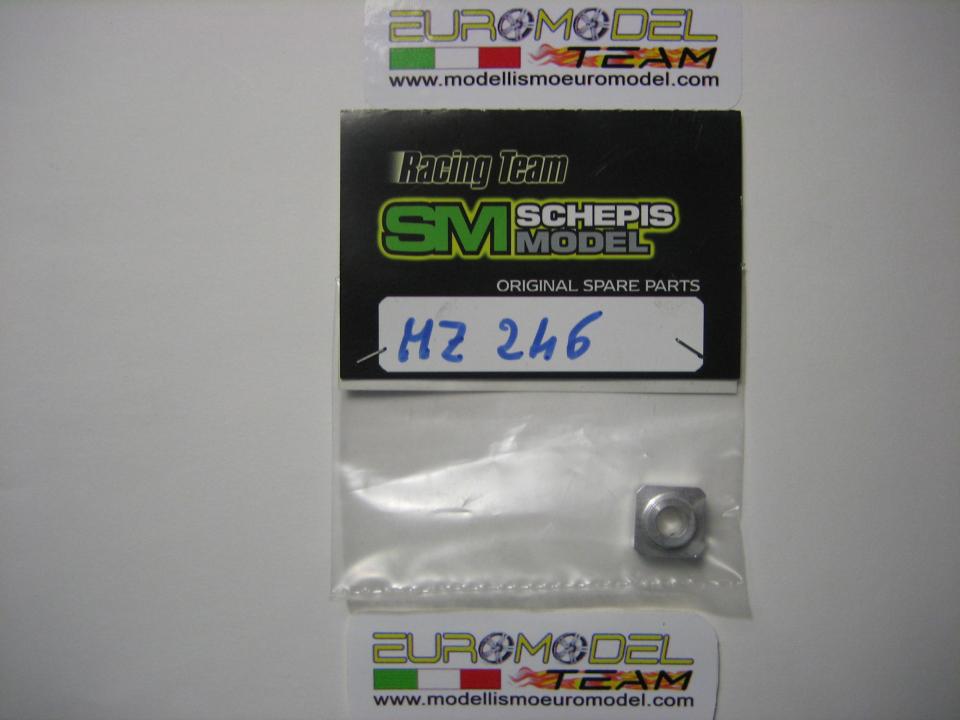 EUROMODEL
TEAM
www.modellismoeuromodel.com
Racing Team
SM SCHEPIS
MODEL
ORIGINAL SPARE PARTS
MZ 246
EUROMODEL
TEAM
www.modellismoeuromodel.com